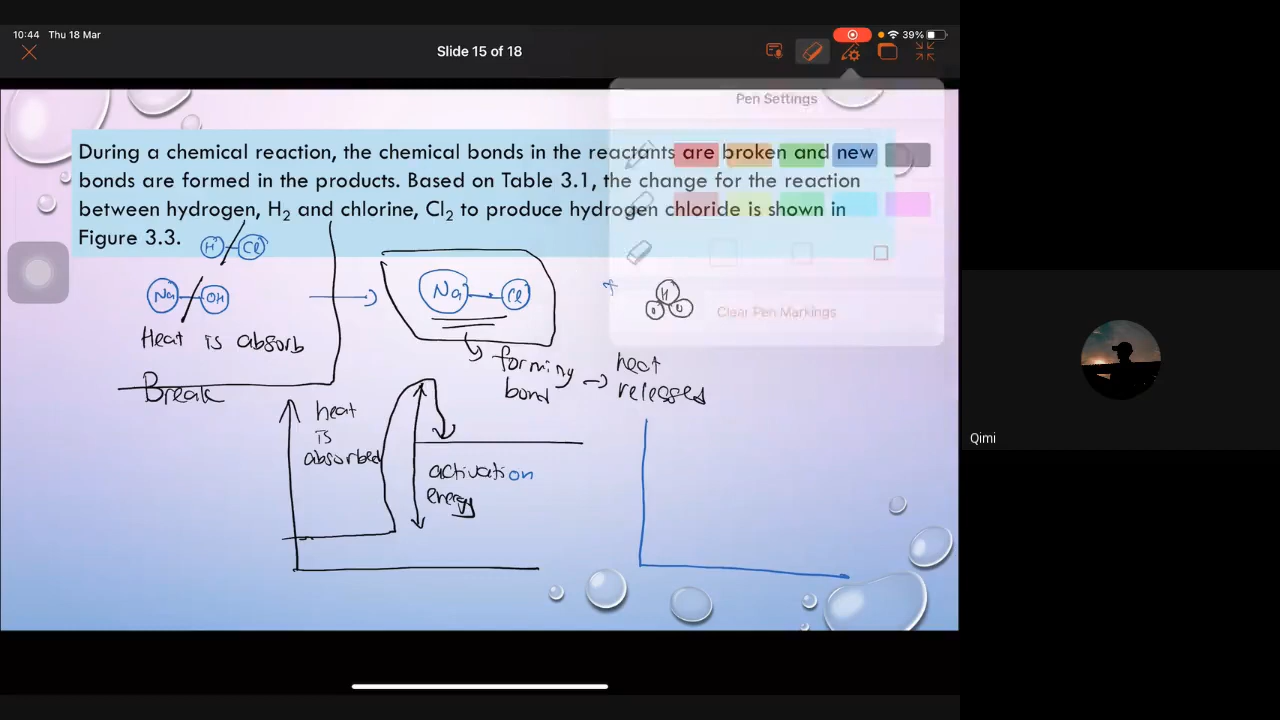 10:44 Thu 18 Mar
39%
Slide 15 of 18
Pen Settings
During a chemical reaction, the chemical bonds in the reactants are broken and new
bonds are formed in the products. Based on Table 3.1, the change for the reaction
between hydrogen, H₂ and chlorine, Cl₂ to produce hydrogen chloride is shown in
Figure 3.3.
H Cl
Na OH
Na Cl
H
O O
Clear Pen Markings
Heat is absorb
Break
forming
bond
heat
releases
heat
is
absorbed
activation
energy
Qimi